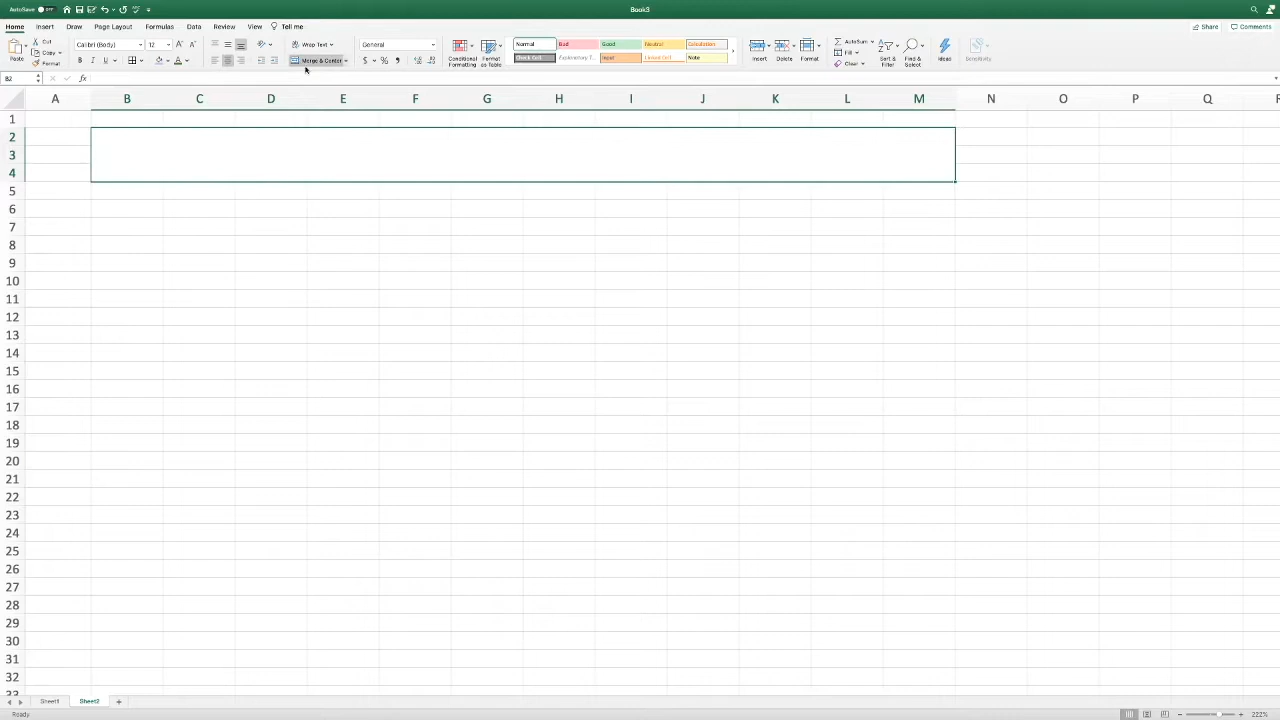 AutoSave OFF
Book3
Home Insert Draw Page Layout Formulas Data Review View Tell me
Share Comments
Paste
Cut
Copy
Format
Calibri (Body) 12
B I U
Wrap Text
Merge & Center
General
$ % )
Conditional Formatting
Format as Table
Normal Bad Good Neutral Calculation
Check Cell Explanatory T... Input Linked Cell Note
Insert Delete Format
AutoSum
Fill
Clear
Sort & Filter
Find & Select
Ideas
Sensitivity
B2 fx
A B C D E F G H I J K L M N O P Q
1
2
3
4
5
6
7
8
9
10
11
12
13
14
15
16
17
18
19
20
21
22
23
24
25
26
27
28
29
30
31
32
33
Sheet1 Sheet2 +
Ready
222%